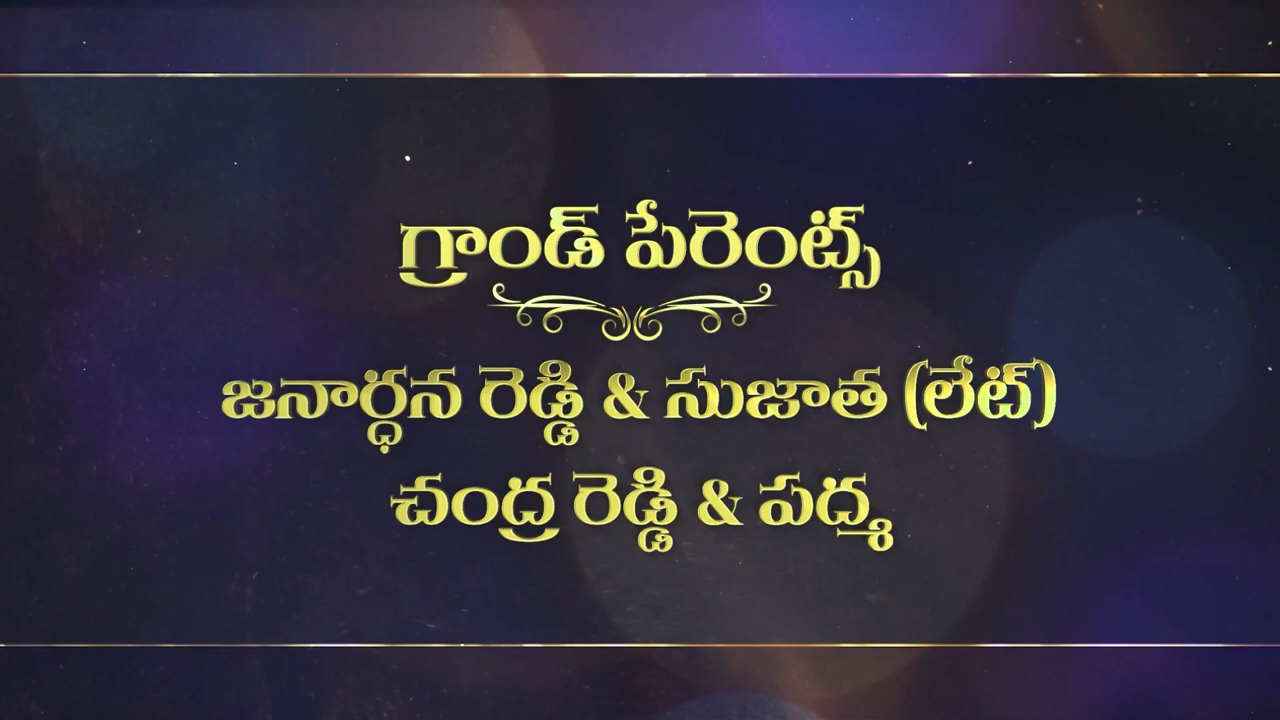 గ్రాండ్ పేరెంట్స్
జనార్ధన రెడ్డి & సుజాత (లేట్)
చంద్ర రెడ్డి & పద్మ